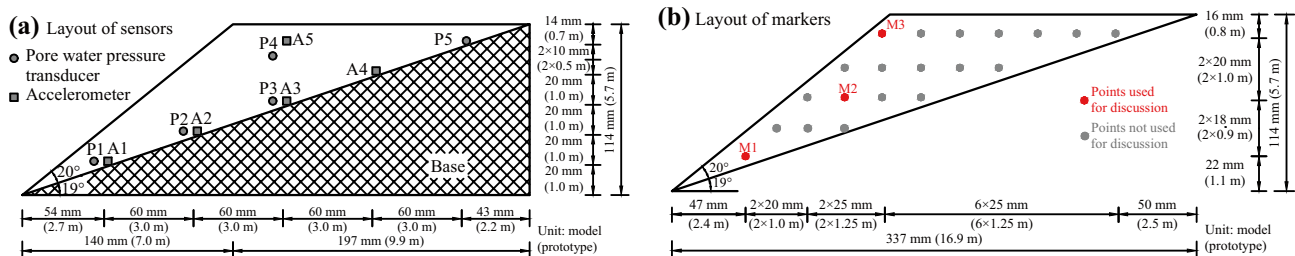 (a) Layout of sensors
Pore water pressure
transducer
Accelerometer
P4
A5
P5
A4
P3 A3
P2 A2
P1 A1
20°
19°
Base
14 mm
(0.7 m)
2×10 mm
(2×0.5 m)
20 mm
(1.0 m)
20 mm
(1.0 m)
20 mm
(1.0 m)
20 mm
(1.0 m)
114 mm (5.7 m)
54 mm
(2.7 m)
60 mm
(3.0 m)
60 mm
(3.0 m)
60 mm
(3.0 m)
60 mm
(3.0 m)
43 mm
(2.2 m)
140 mm (7.0 m)
197 mm (9.9 m)
Unit: model
(prototype)
(b) Layout of markers
M3
M2
M1
20°
19°
Points used
for discussion
Points not used
for discussion
16 mm
(0.8 m)
2×20 mm
(2×1.0 m)
2×18 mm
(2×0.9 m)
22 mm
(1.1 m)
114 mm (5.7 m)
47 mm
(2.4 m)
2×20 mm
(2×1.0 m)
2×25 mm
(2×1.25 m)
6×25 mm
(6×1.25 m)
50 mm
(2.5 m)
337 mm (16.9 m)
Unit: model
(prototype)